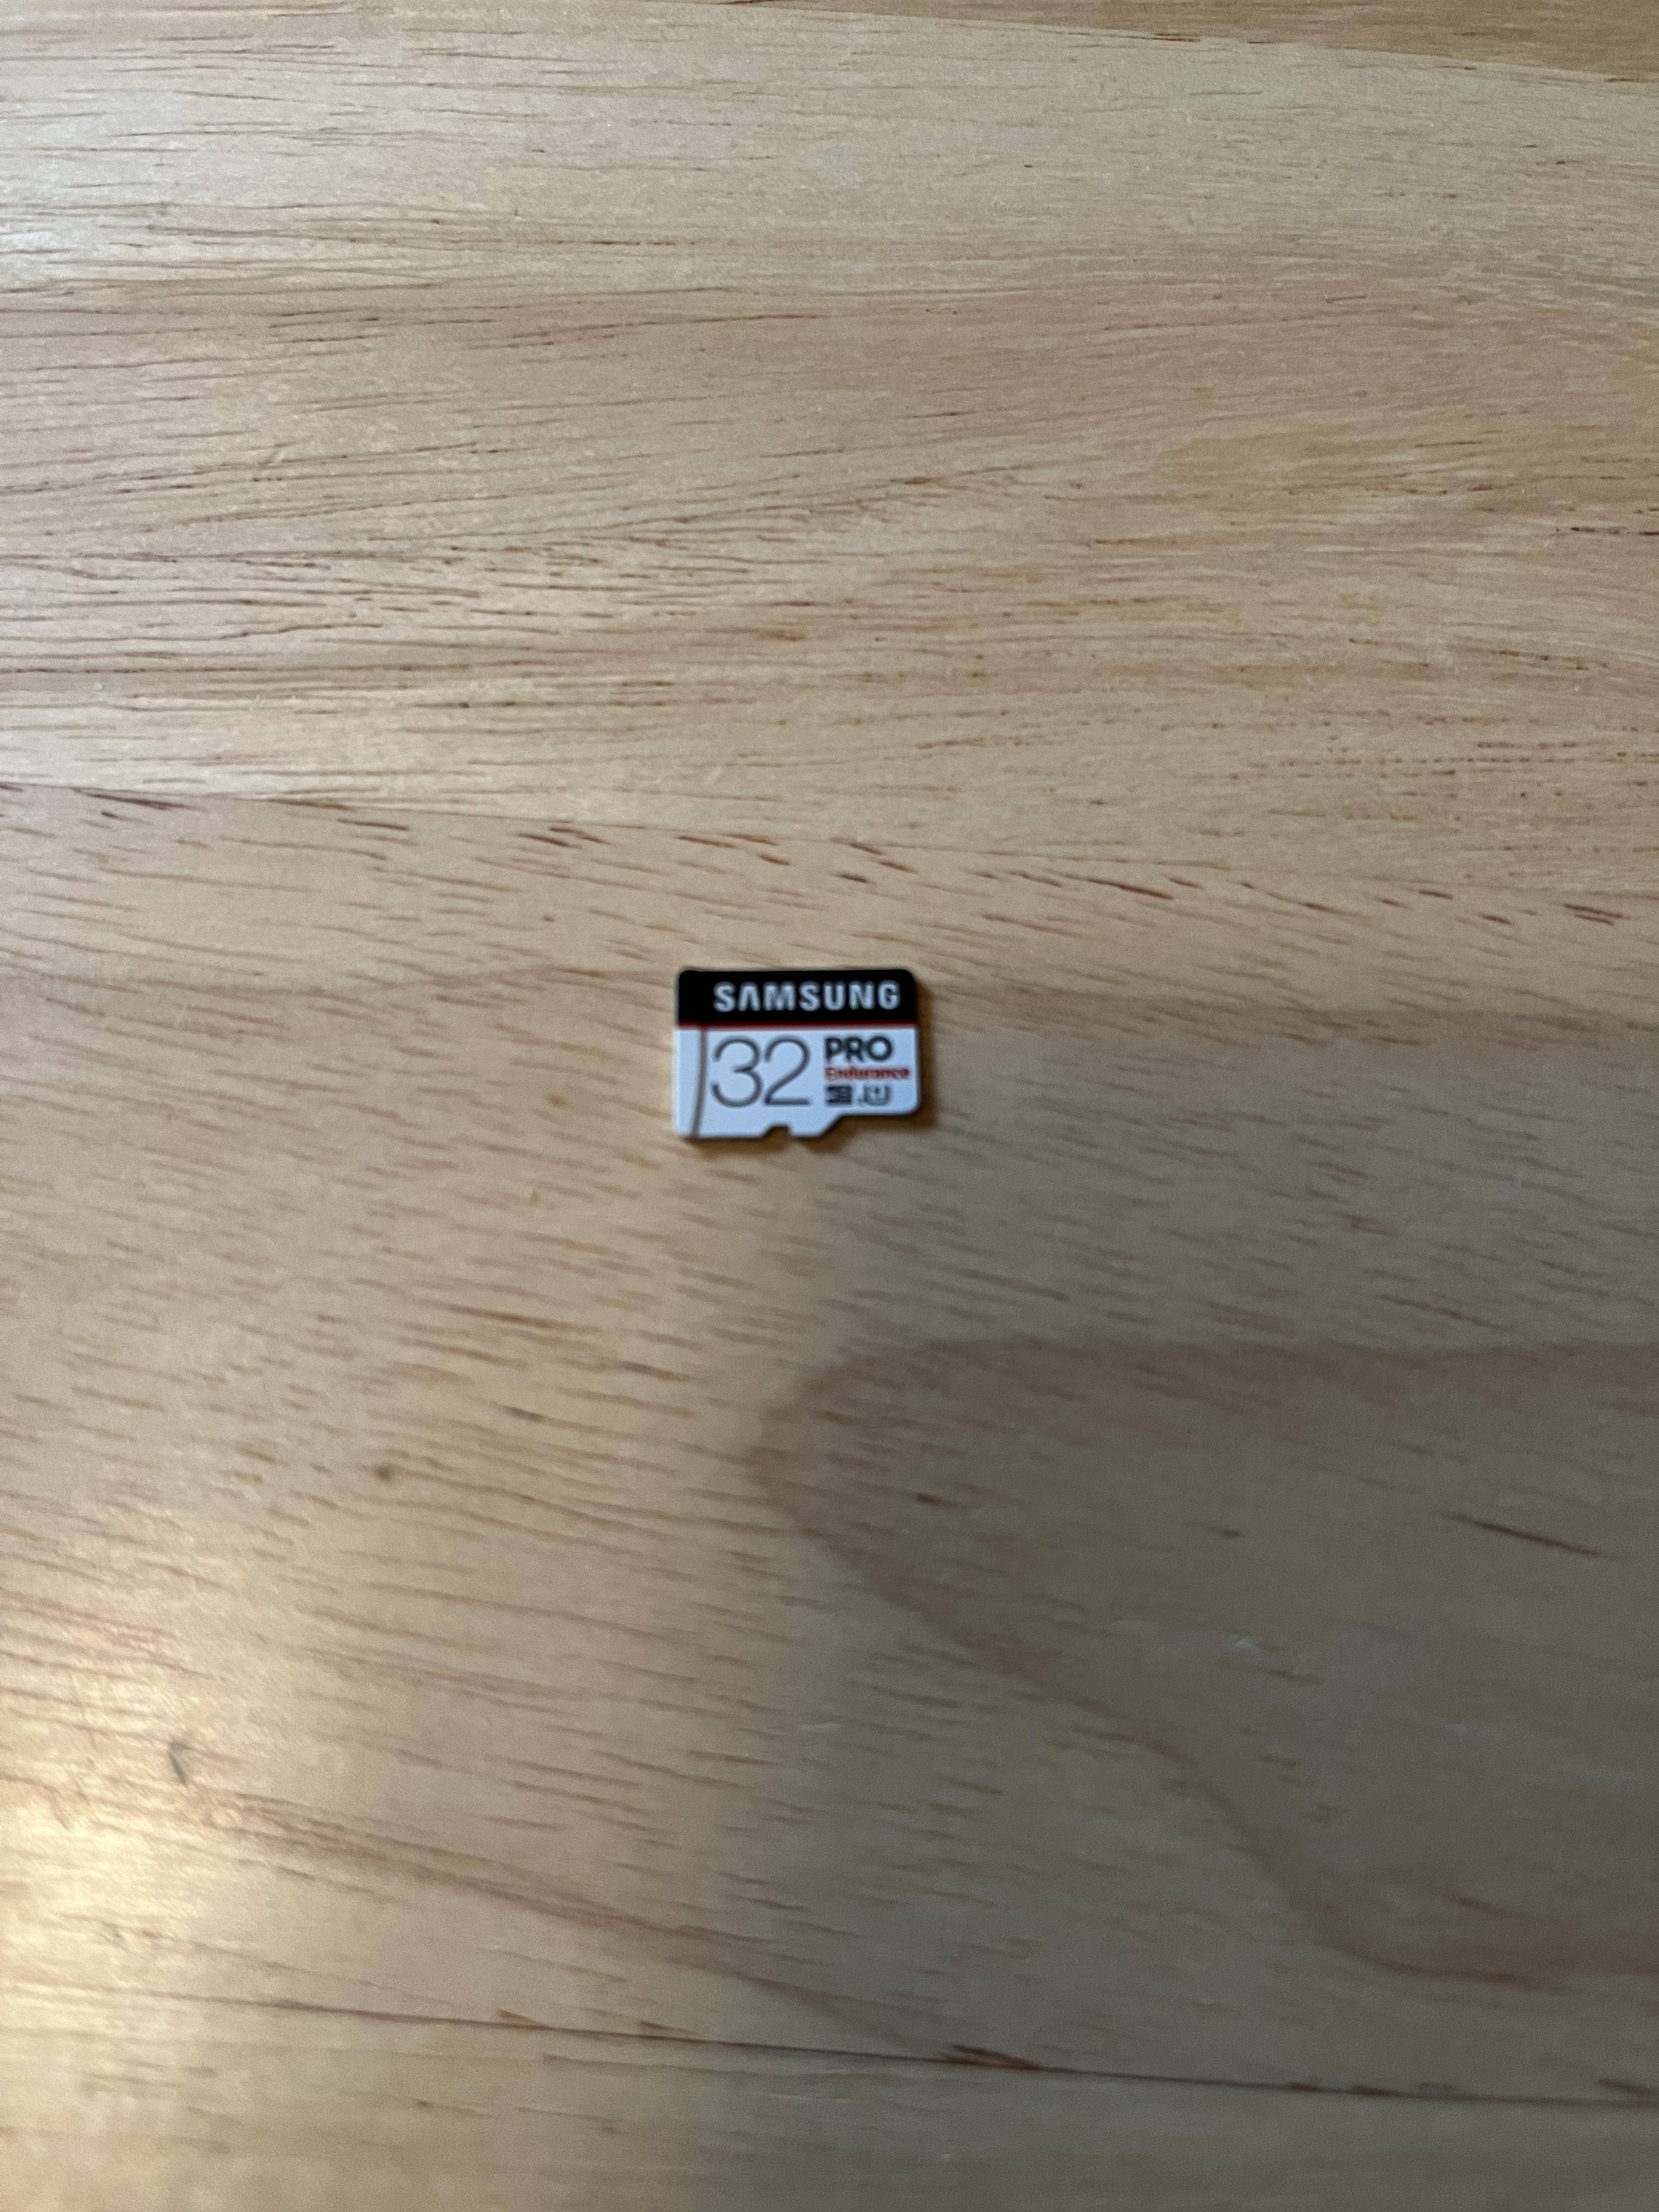 SAMSUNG
32 PRO
Endurance